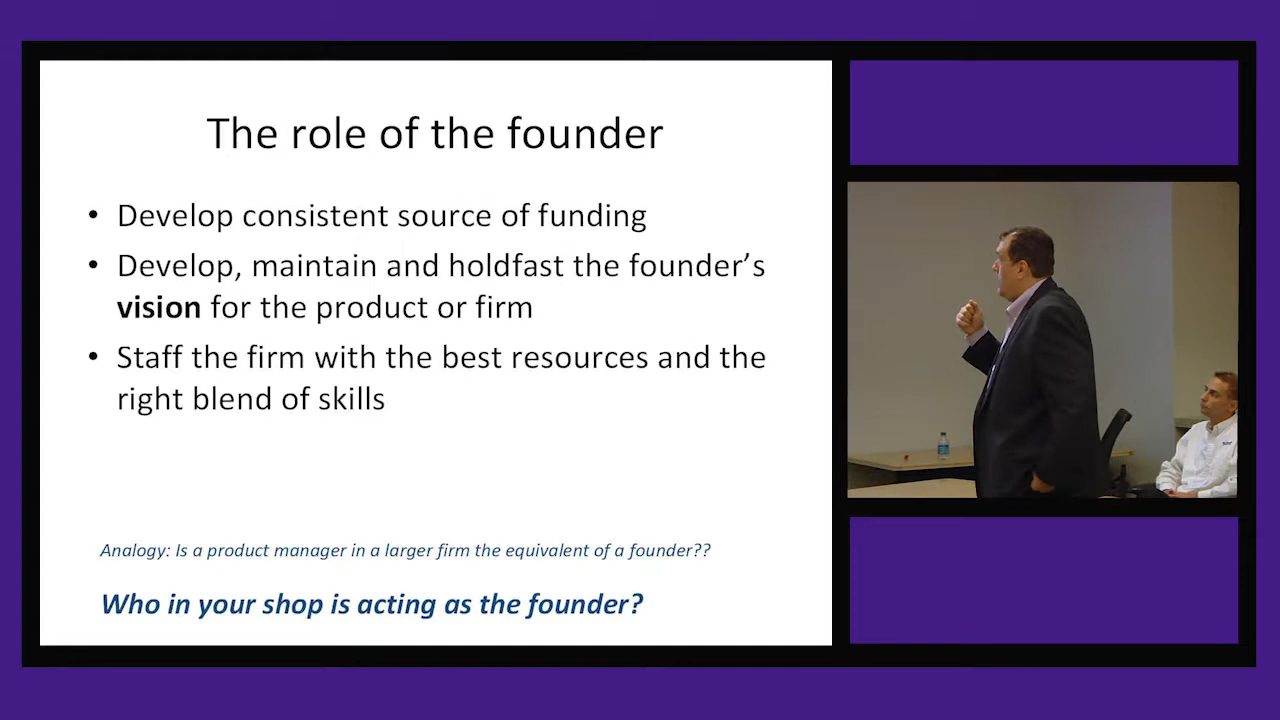 The role of the founder
• Develop consistent source of funding
• Develop, maintain and holdfast the founder’s
vision for the product or firm
• Staff the firm with the best resources and the
right blend of skills
Analogy: Is a product manager in a larger firm the equivalent of a founder??
Who in your shop is acting as the founder?